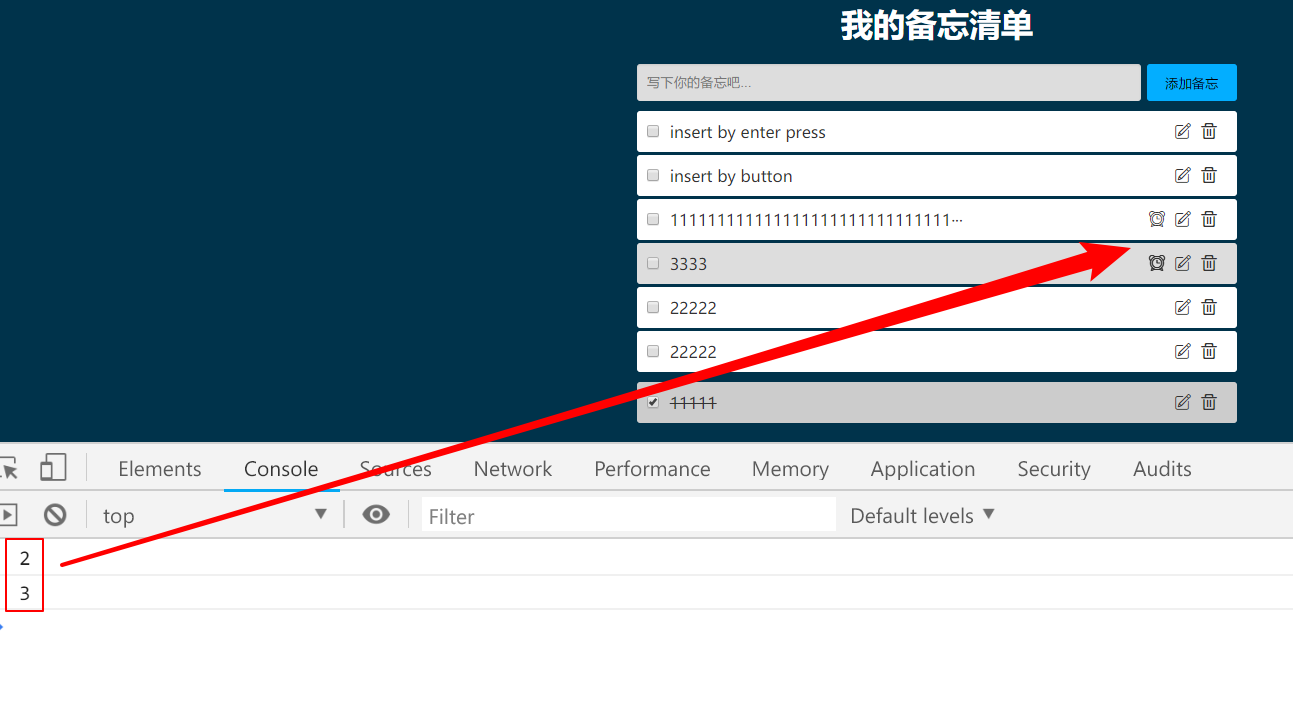 我的备忘清单
写下你的备忘吧... 添加备忘
insert by enter press
insert by button
111111111111111111111111111111···
3333
22222
22222
11111
Elements Console Sources Network Performance Memory Application Security Audits
top Filter Default levels
2
3